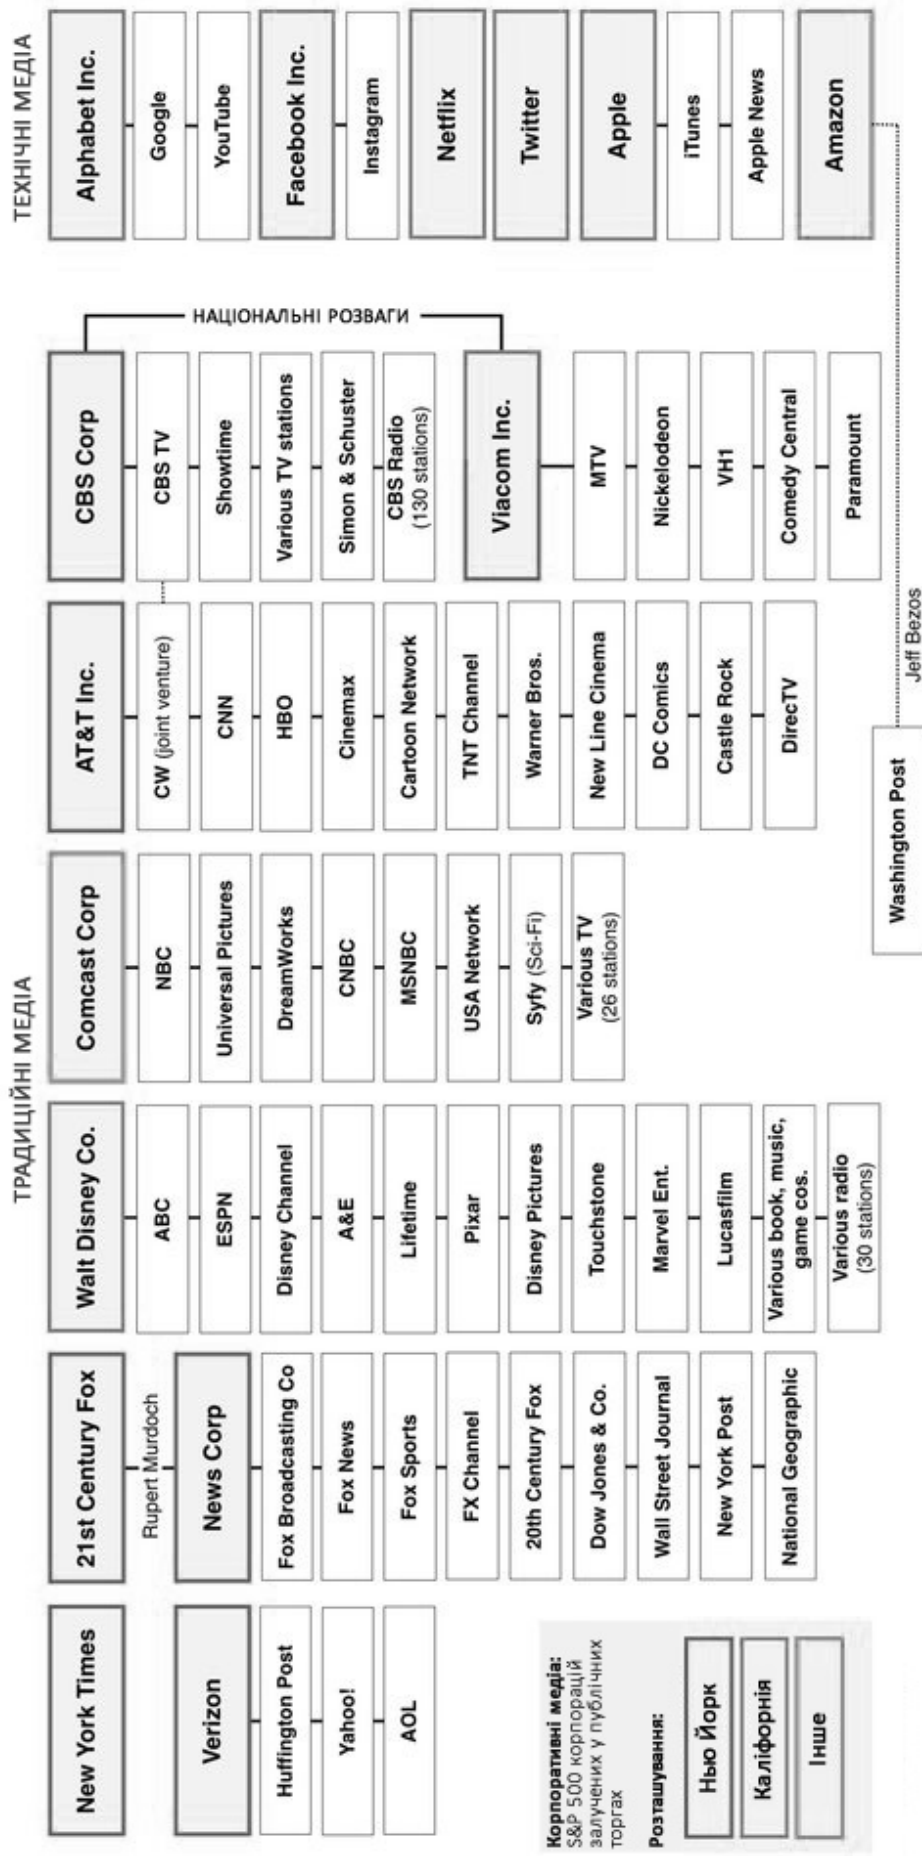 ТРАДИЦІЙНІ МЕДІА
ТЕХНІЧНІ МЕДІА
New York Times
Verizon
Huffington Post
Yahoo!
AOL
21st Century Fox
Rupert Murdoch
News Corp
Fox Broadcasting Co
Fox News
Fox Sports
FX Channel
20th Century Fox
Dow Jones & Co.
Wall Street Journal
New York Post
National Geographic
Walt Disney Co.
ABC
ESPN
Disney Channel
A&E
Lifetime
Pixar
Disney Pictures
Touchstone
Marvel Ent.
Lucasfilm
Various book, music,
game cos.
Various radio
(30 stations)
Comcast Corp
NBC
Universal Pictures
DreamWorks
CNBC
MSNBC
USA Network
Syfy (Sci-Fi)
Various TV
(26 stations)
AT&T Inc.
CW (joint venture)
CNN
HBO
Cinemax
Cartoon Network
TNT Channel
Warner Bros.
New Line Cinema
DC Comics
Castle Rock
DirecTV
CBS Corp
CBS TV
Showtime
Various TV stations
Simon & Schuster
CBS Radio
(130 stations)
НАЦІОНАЛЬНІ РОЗВАГИ
Viacom Inc.
MTV
Nickelodeon
VH1
Comedy Central
Paramount
Alphabet Inc.
Google
YouTube
Facebook Inc.
Instagram
Netflix
Twitter
Apple
iTunes
Apple News
Amazon
Washington Post
Jeff Bezos
Корпоративні медіа:
S&P 500 корпорацій
залучених у публічних
торгах
Розташування:
Нью Йорк
Каліфорнія
Інше